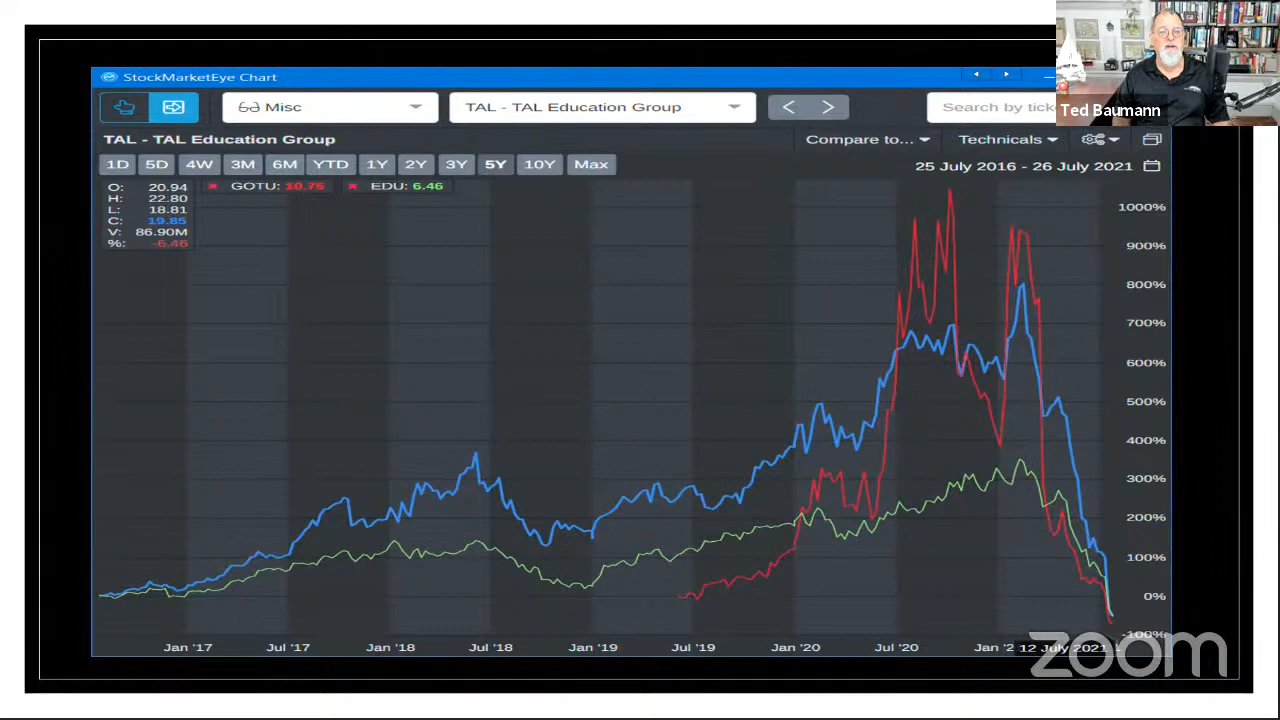 StockMarketEye Chart
Misc
TAL - TAL Education Group
Search by
Ted Baumann
TAL - TAL Education Group
Compare to...
Technicals
1D 5D 4W 3M 6M YTD 1Y 2Y 3Y 5Y 10Y Max
25 July 2016 - 26 July 2021
O: 20.94
GOTU: 10.75
EDU: 6.46
H: 22.80
L: 18.81
C: 19.85
V: 86.90M
%: -6.46
1000%
900%
800%
700%
600%
500%
400%
300%
200%
100%
0%
-100%
Jan '17 Jul '17 Jan '18 Jul '18 Jan '19 Jul '19 Jan '20 Jul '20 12 July 2021
zoom